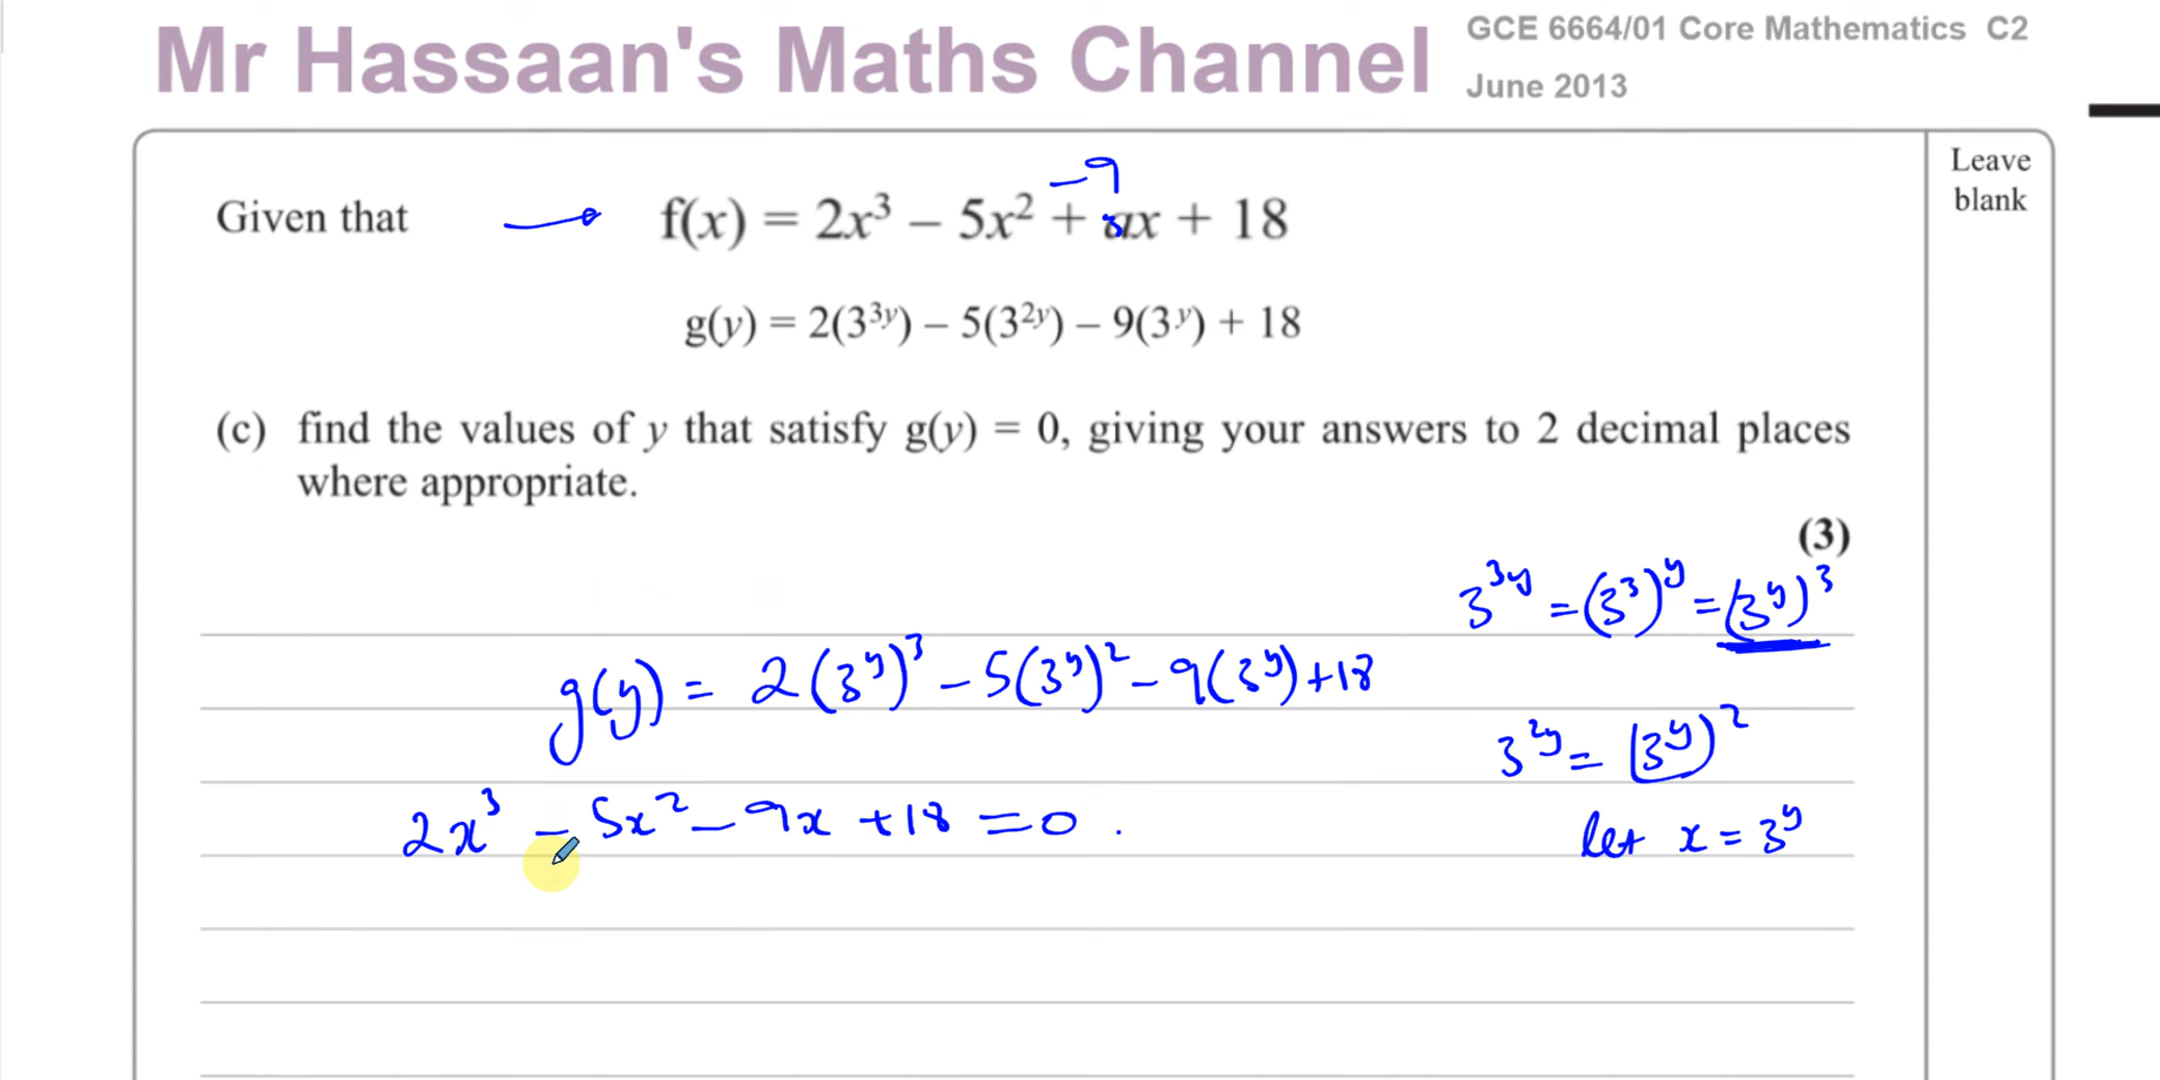 Mr Hassaan's Maths Channel
GCE 6664/01 Core Mathematics C2
June 2013
Leave
blank
−9
Given that f(x) = 2x³ – 5x² + ax + 18
g(y) = 2(3³ʸ) – 5(3²ʸ) – 9(3ʸ) + 18
(c) find the values of y that satisfy g(y) = 0, giving your answers to 2 decimal places
where appropriate.
(3)
3³ʸ = (3³)ʸ = (3ʸ)³
g(y) = 2(3ʸ)³ – 5(3ʸ)² – 9(3ʸ) + 18
3²ʸ = (3ʸ)²
2x³ – 5x² – 9x + 18 = 0 .
let x = 3ʸ